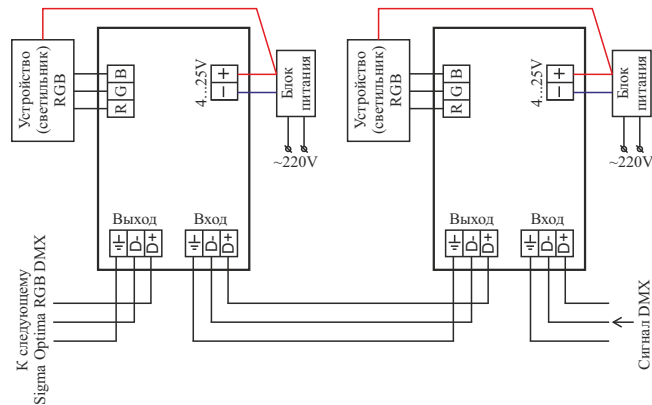 Устройство
(светильник)
RGB
R G B
4...25V
− +
Блок
питания
~220V
Выход
D- D+
Вход
D- D+
К следующему
Sigma Optima RGB DMX
Устройство
(светильник)
RGB
R G B
4...25V
− +
Блок
питания
~220V
Выход
D- D+
Вход
D- D+
Сигнал DMX